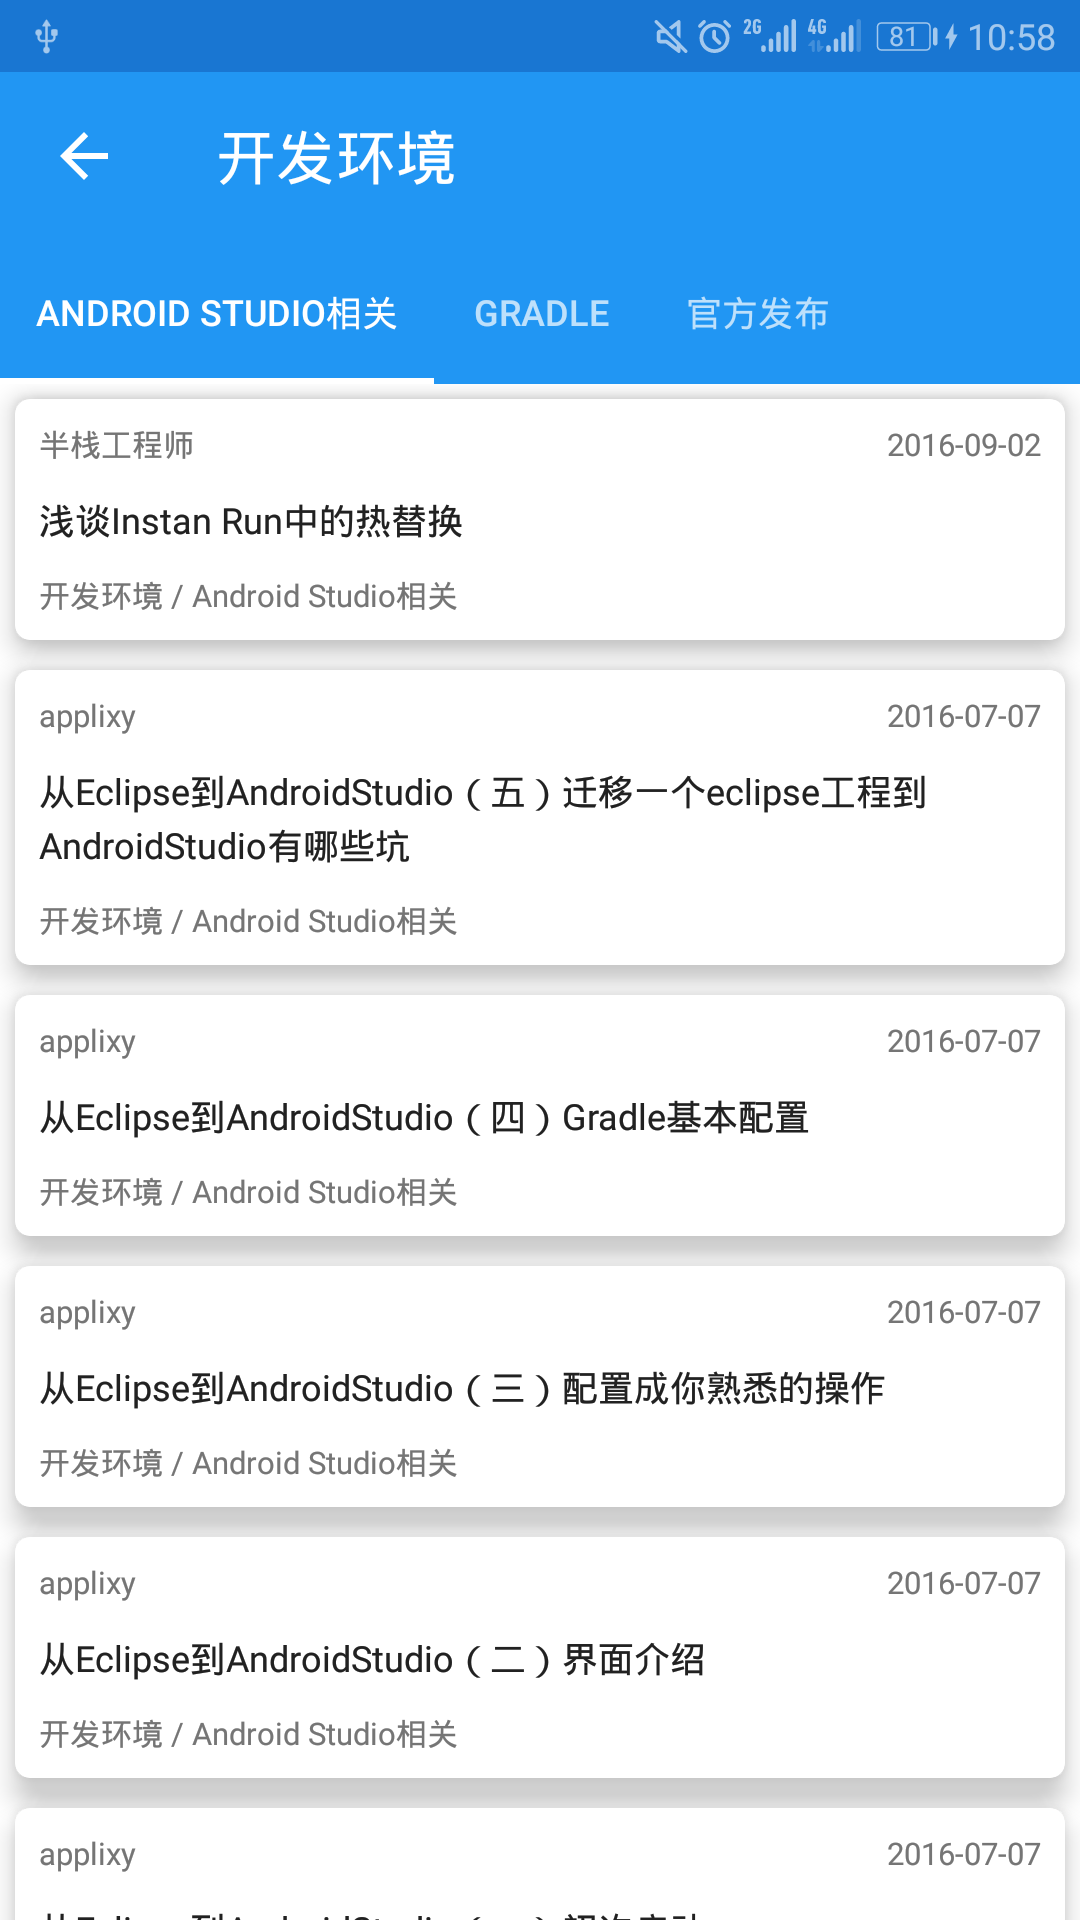 2G 4G 81 10:58
开发环境
ANDROID STUDIO相关 GRADLE 官方发布
半栈工程师 2016-09-02
浅谈Instan Run中的热替换
开发环境 / Android Studio相关
applixy 2016-07-07
从Eclipse到AndroidStudio（五）迁移一个eclipse工程到
AndroidStudio有哪些坑
开发环境 / Android Studio相关
applixy 2016-07-07
从Eclipse到AndroidStudio（四）Gradle基本配置
开发环境 / Android Studio相关
applixy 2016-07-07
从Eclipse到AndroidStudio（三）配置成你熟悉的操作
开发环境 / Android Studio相关
applixy 2016-07-07
从Eclipse到AndroidStudio（二）界面介绍
开发环境 / Android Studio相关
applixy 2016-07-07